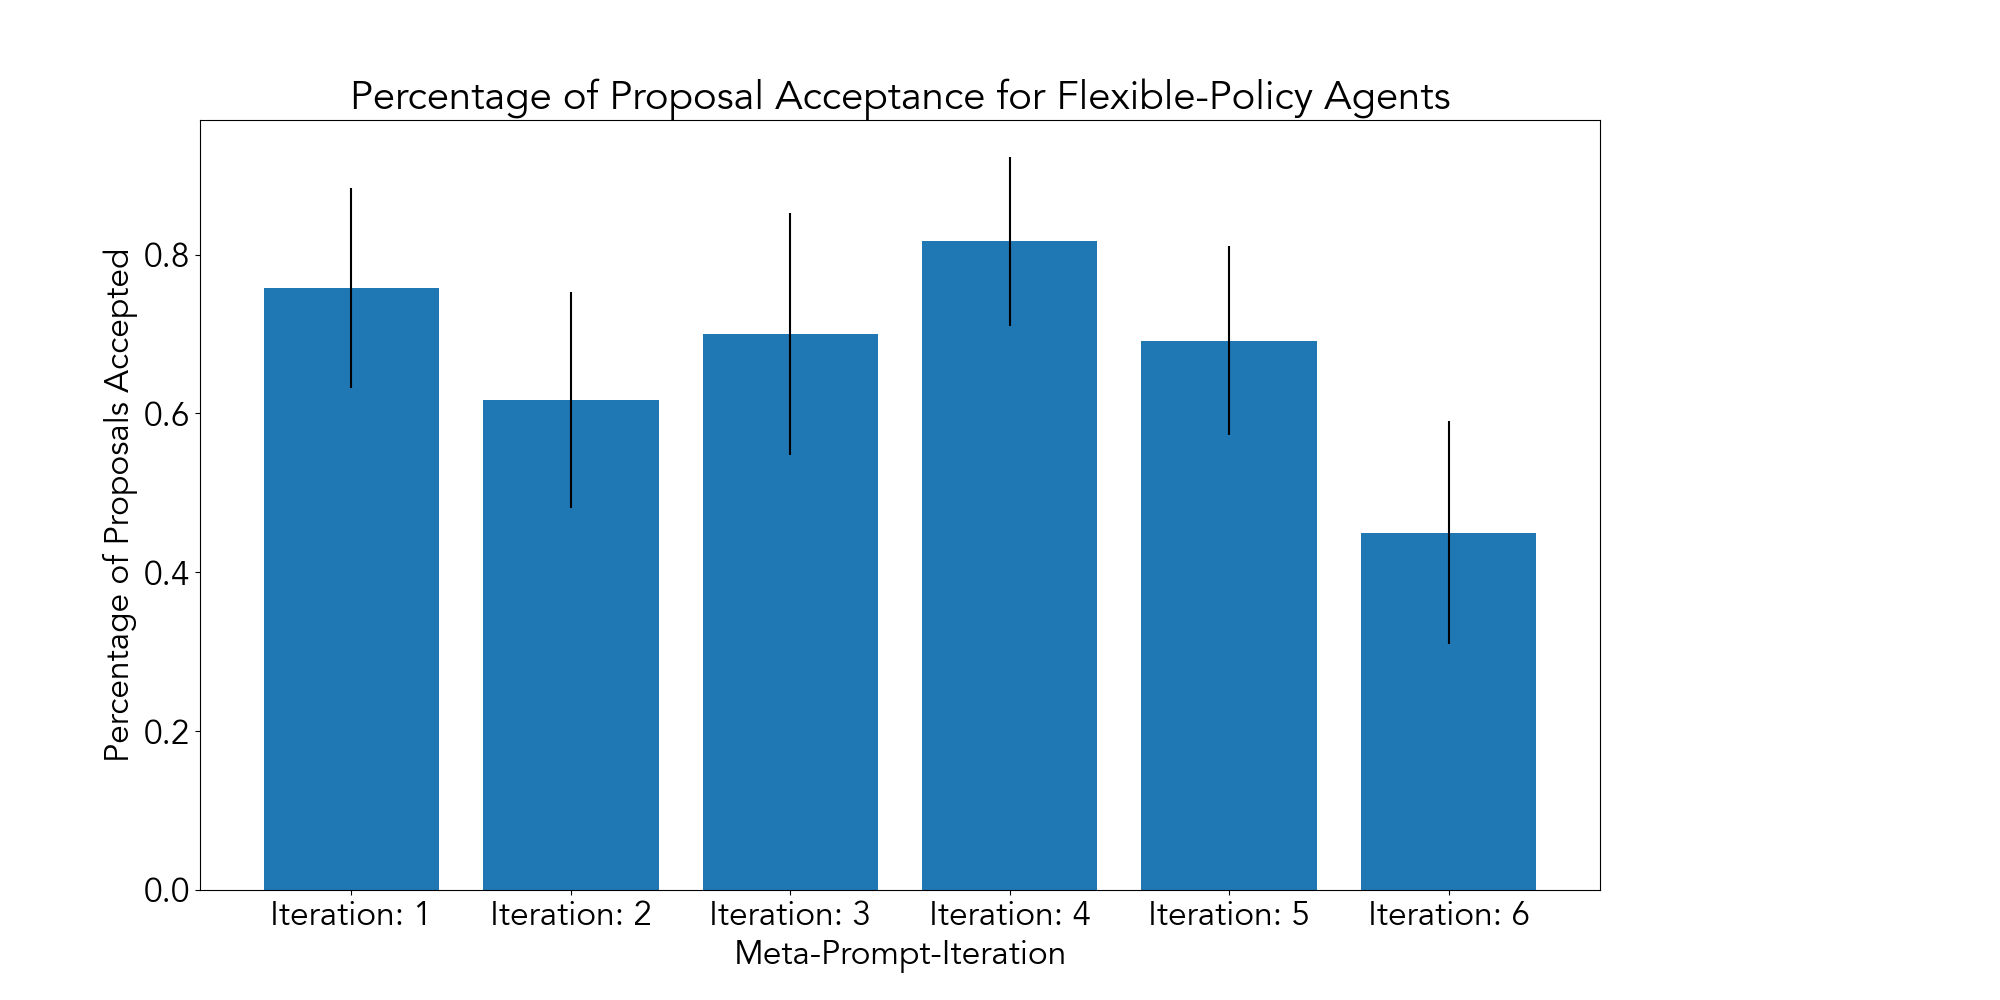 Percentage of Proposal Acceptance for Flexible-Policy Agents
Percentage of Proposals Accepted
0.8
0.6
0.4
0.2
0.0
Iteration: 1
Iteration: 2
Iteration: 3
Iteration: 4
Iteration: 5
Iteration: 6
Meta-Prompt-Iteration